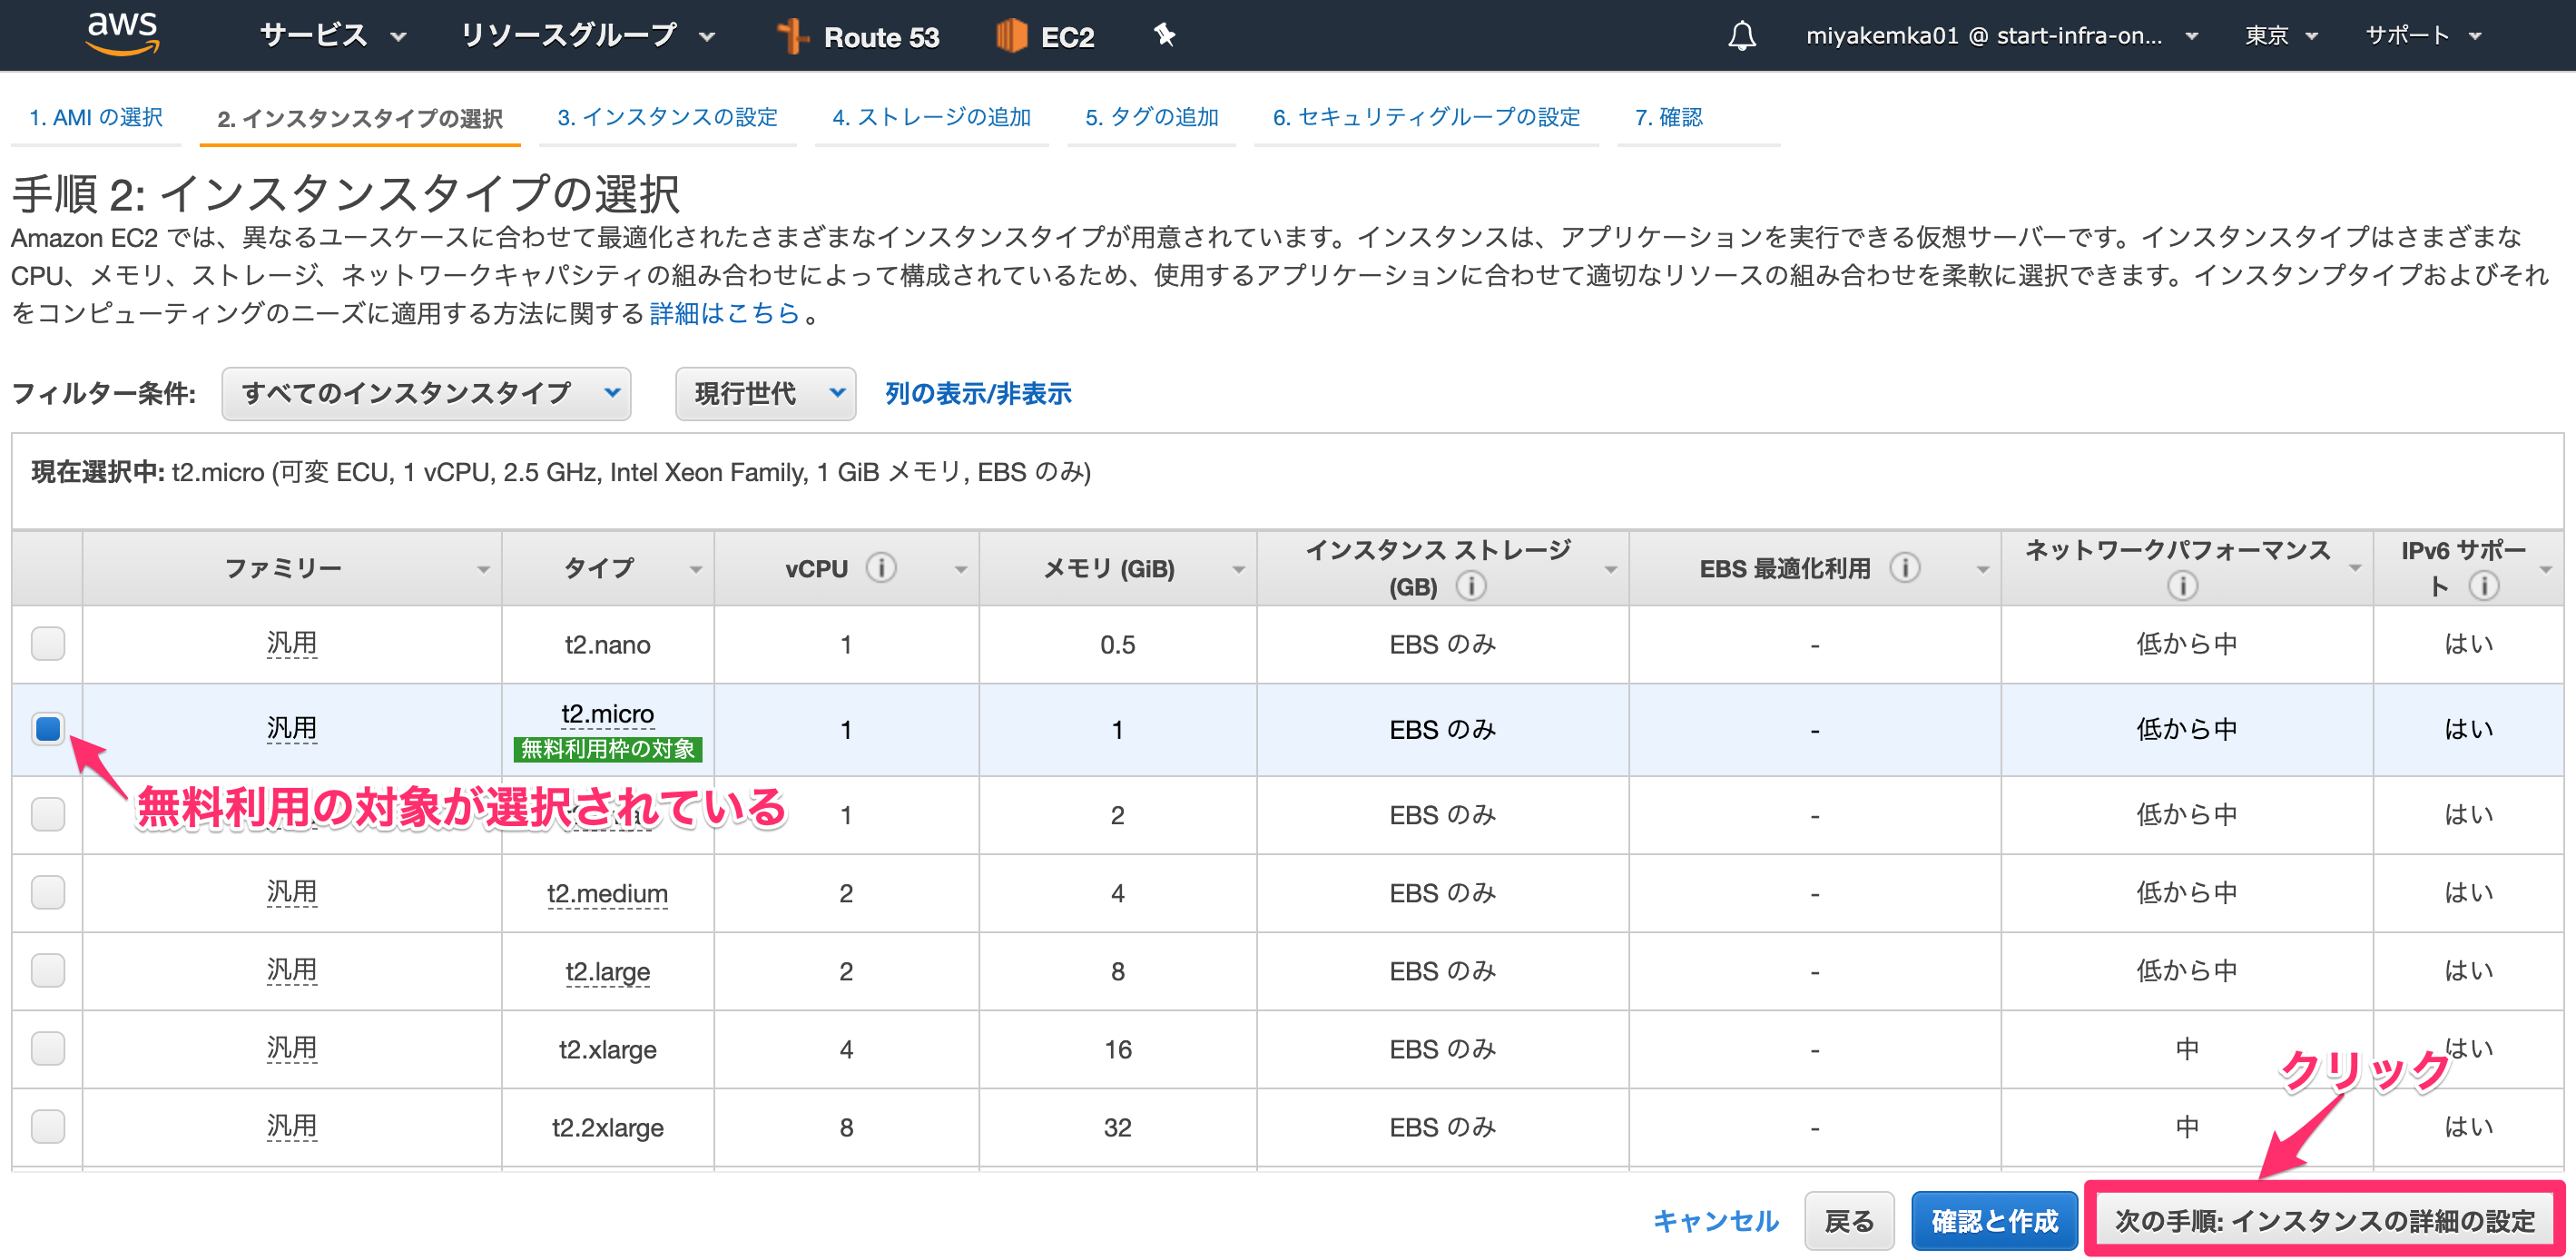 aws サービス リソースグループ Route 53 EC2 miyakemka01 @ start-infra-on... 東京 サポート
1. AMI の選択 2. インスタンスタイプの選択 3. インスタンスの設定 4. ストレージの追加 5. タグの追加 6. セキュリティグループの設定 7. 確認
手順 2: インスタンスタイプの選択
Amazon EC2 では、異なるユースケースに合わせて最適化されたさまざまなインスタンスタイプが用意されています。インスタンスは、アプリケーションを実行できる仮想サーバーです。インスタンスタイプはさまざまな
CPU、メモリ、ストレージ、ネットワークキャパシティの組み合わせによって構成されているため、使用するアプリケーションに合わせて適切なリソースの組み合わせを柔軟に選択できます。インスタンプタイプおよびそれ
をコンピューティングのニーズに適用する方法に関する 詳細はこちら 。
フィルター条件: すべてのインスタンスタイプ 現行世代 列の表示/非表示
現在選択中: t2.micro (可変 ECU, 1 vCPU, 2.5 GHz, Intel Xeon Family, 1 GiB メモリ, EBS のみ)
ファミリー タイプ vCPU メモリ (GiB) インスタンス ストレージ (GB) EBS 最適化利用 ネットワークパフォーマンス IPv6 サポート
汎用 t2.nano 1 0.5 EBS のみ - 低から中 はい
汎用 t2.micro 無料利用枠の対象 1 1 EBS のみ - 低から中 はい
無料利用の対象が選択されている
1 2 EBS のみ - 低から中 はい
汎用 t2.medium 2 4 EBS のみ - 低から中 はい
汎用 t2.large 2 8 EBS のみ - 低から中 はい
汎用 t2.xlarge 4 16 EBS のみ - 中 はい
クリック
汎用 t2.2xlarge 8 32 EBS のみ - 中 はい
キャンセル 戻る 確認と作成 次の手順: インスタンスの詳細の設定